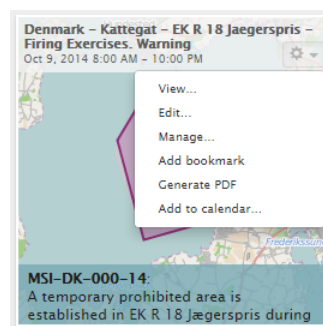 Denmark – Kattegat – EK R 18 Jaegerspris –
Firing Exercises. Warning
Oct 9, 2014 8:00 AM – 10:00 PM
View...
Edit...
Manage...
Add bookmark
Generate PDF
Add to calendar...
Frederikssun
MSI-DK-000-14:
A temporary prohibited area is
established in EK R 18 Jægerspris during